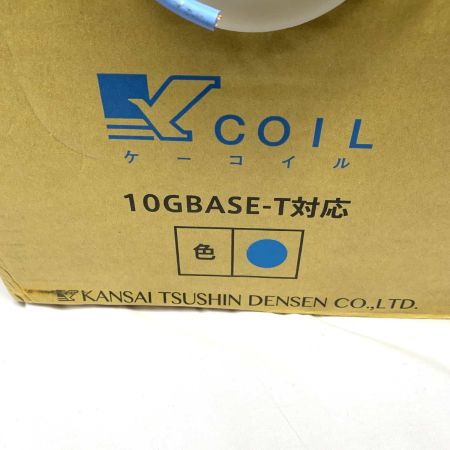 K COIL
ケーコイル
10GBASE-T対応
色
KANSAI TSUSHIN DENSEN CO.,LTD.